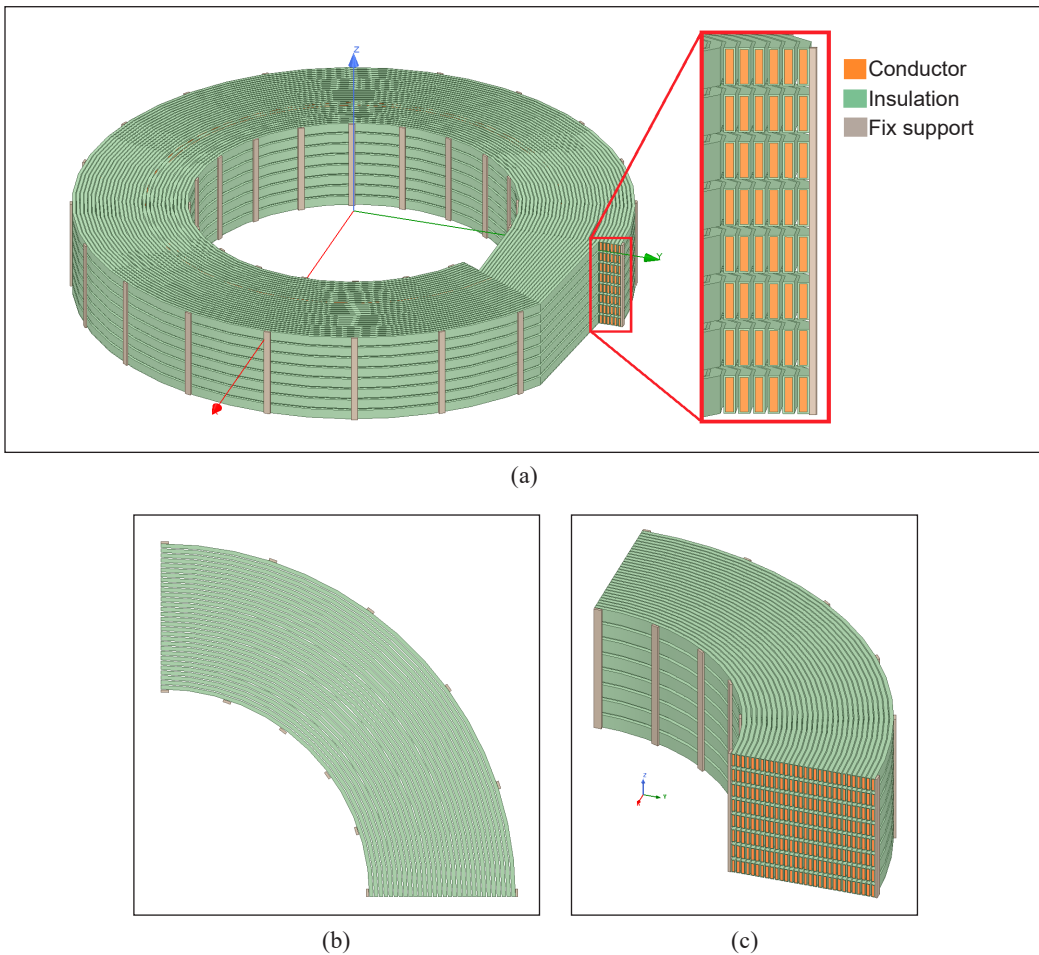 Z
Conductor
Insulation
Fix support
Y
(a)
Z
Y
(b)
(c)